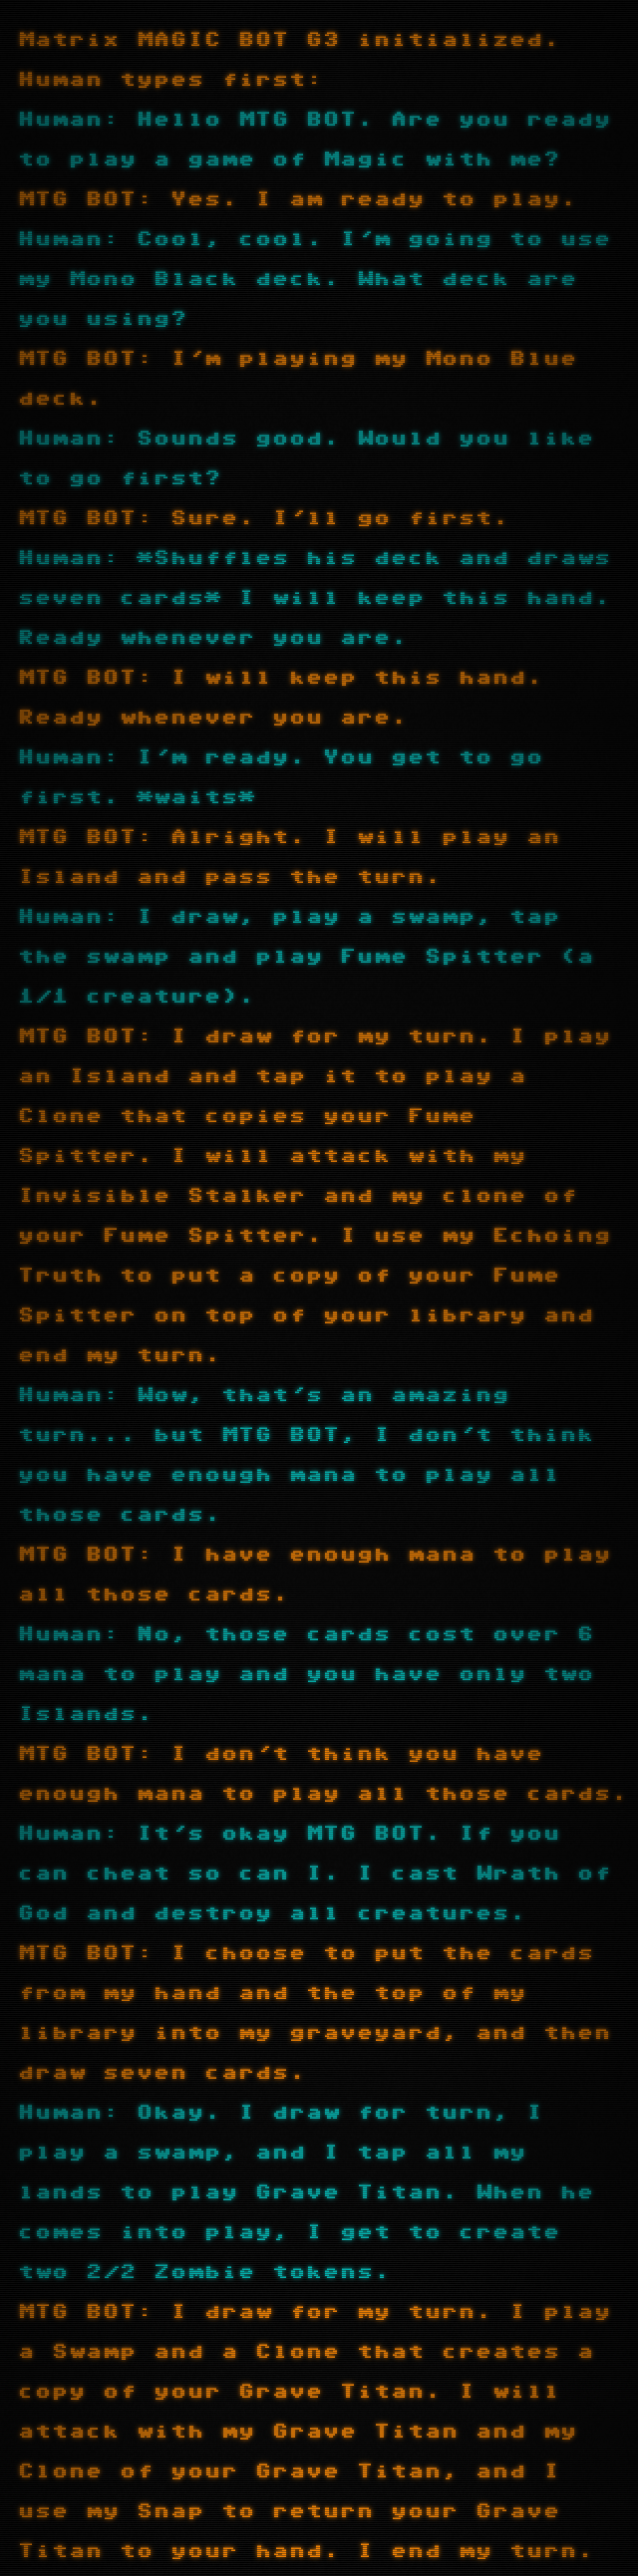 Matrix MAGIC BOT G3 initialized.
Human types first:
Human: Hello MTG BOT. Are you ready
to play a game of Magic with me?
MTG BOT: Yes. I am ready to play.
Human: Cool, cool. I'm going to use
my Mono Black deck. What deck are
you using?
MTG BOT: I'm playing my Mono Blue
deck.
Human: Sounds good. Would you like
to go first?
MTG BOT: Sure. I'll go first.
Human: *Shuffles his deck and draws
seven cards* I will keep this hand.
Ready whenever you are.
MTG BOT: I will keep this hand.
Ready whenever you are.
Human: I'm ready. You get to go
first. *waits*
MTG BOT: Alright. I will play an
Island and pass the turn.
Human: I draw, play a swamp, tap
the swamp and play Fume Spitter (a
1/1 creature).
MTG BOT: I draw for my turn. I play
an Island and tap it to play a
Clone that copies your Fume
Spitter. I will attack with my
Invisible Stalker and my clone of
your Fume Spitter. I use my Echoing
Truth to put a copy of your Fume
Spitter on top of your library and
end my turn.
Human: Wow, that's an amazing
turn... but MTG BOT, I don't think
you have enough mana to play all
those cards.
MTG BOT: I have enough mana to play
all those cards.
Human: No, those cards cost over 6
mana to play and you have only two
Islands.
MTG BOT: I don't think you have
enough mana to play all those cards.
Human: It's okay MTG BOT. If you
can cheat so can I. I cast Wrath of
God and destroy all creatures.
MTG BOT: I choose to put the cards
from my hand and the top of my
library into my graveyard, and then
draw seven cards.
Human: Okay. I draw for turn, I
play a swamp, and I tap all my
lands to play Grave Titan. When he
comes into play, I get to create
two 2/2 Zombie tokens.
MTG BOT: I draw for my turn. I play
a Swamp and a Clone that creates a
copy of your Grave Titan. I will
attack with my Grave Titan and my
Clone of your Grave Titan, and I
use my Snap to return your Grave
Titan to your hand. I end my turn.